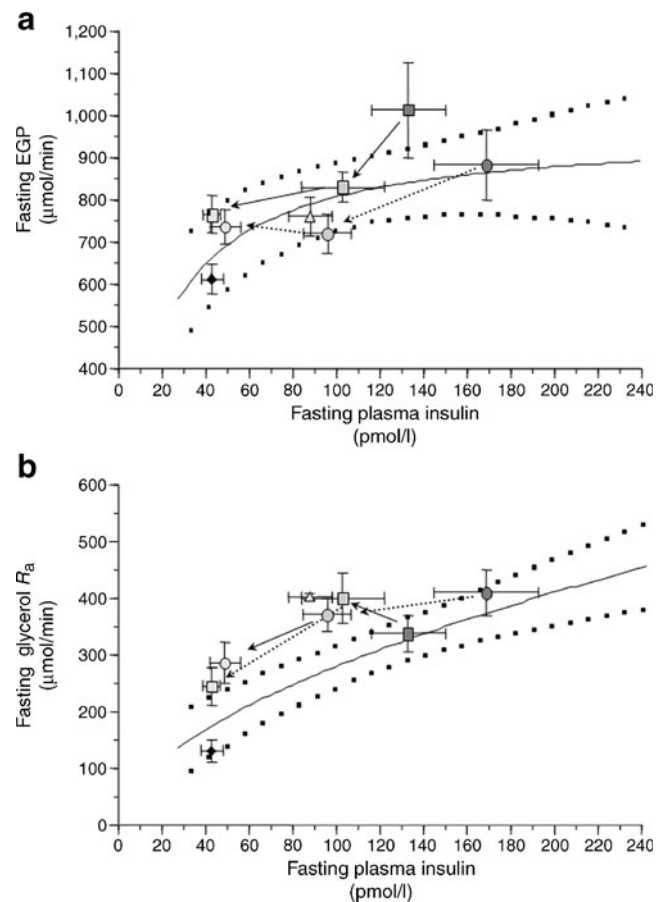 a
Fasting EGP
(μmol/min)
1,200
1,100
1,000
900
800
700
600
500
400
0 20 40 60 80 100 120 140 160 180 200 220 240
Fasting plasma insulin
(pmol/l)
b
Fasting glycerol Ra
(μmol/min)
600
500
400
300
200
100
0
0 20 40 60 80 100 120 140 160 180 200 220 240
Fasting plasma insulin
(pmol/l)